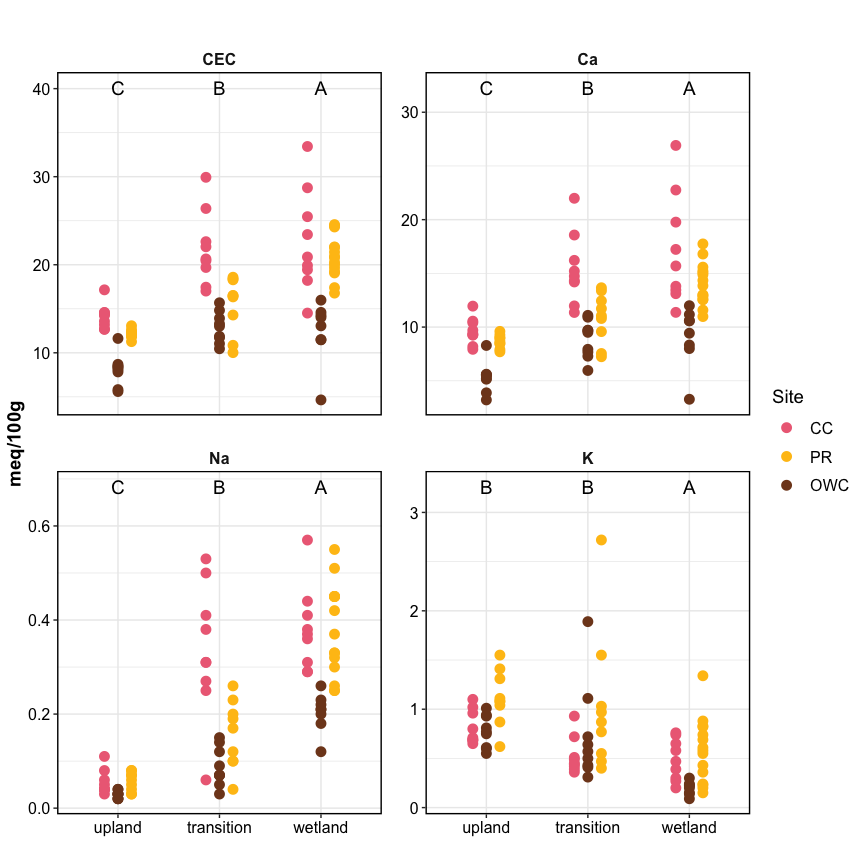 CEC
Ca
40
C
B
A
30
20
10
C
B
A
30
20
10
meq/100g
Na
K
C
B
A
0.6
0.4
0.2
0.0
B
B
A
3
2
1
0
upland
transition
wetland
upland
transition
wetland
Site
CC
PR
OWC